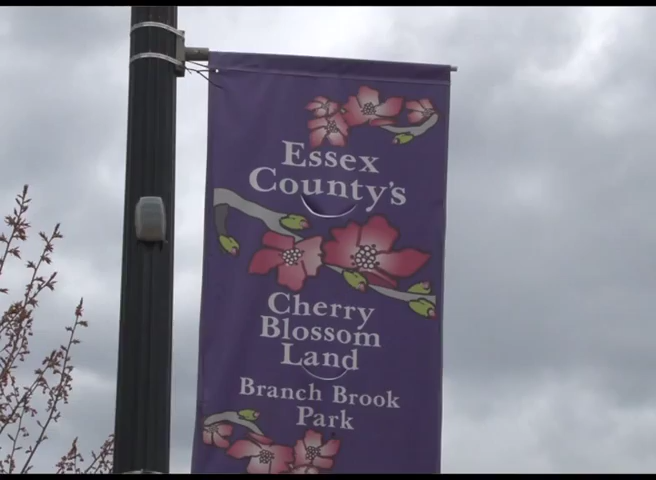 Essex
County's
Cherry
Blossom
Land
Branch Brook
Park